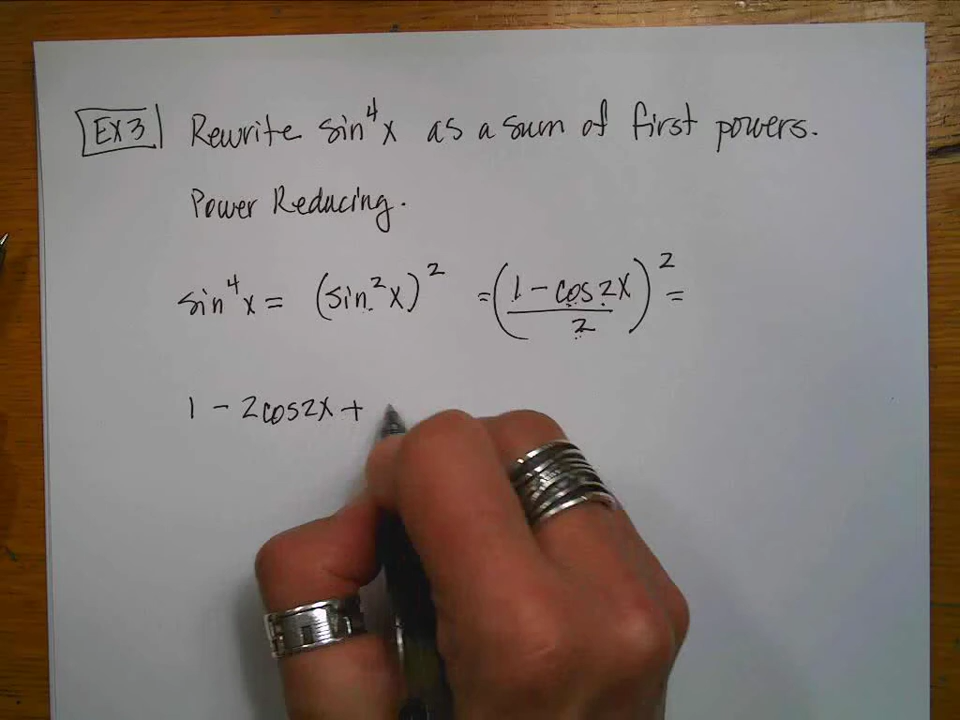 EX3 Rewrite sin⁴x as a sum of first powers.
Power Reducing.
sin⁴x = (sin²x)² = ((1 - cos2x)/2)² =
1 - 2cos2x +